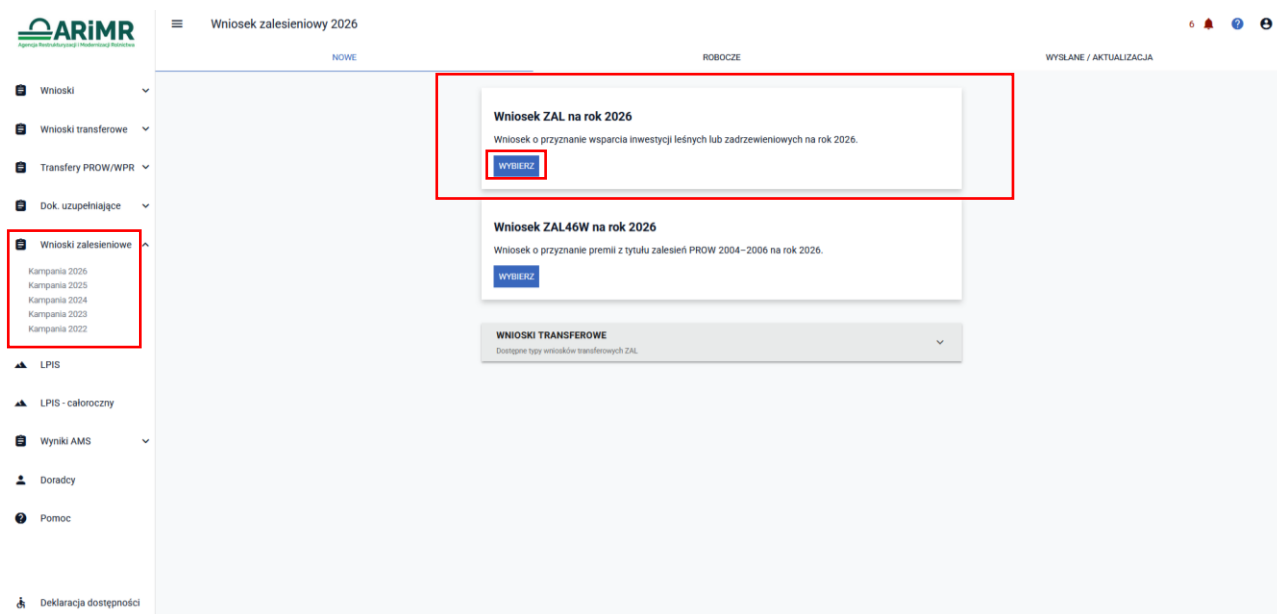 ARiMR
Agencja Restrukturyzacji i Modernizacji Rolnictwa
Wniosek zalesieniowy 2026
6
NOWE
ROBOCZE
WYSŁANE / AKTUALIZACJA
Wnioski
Wnioski transferowe
Transfery PROW/WPR
Dok. uzupełniające
Wnioski zalesieniowe
Kampania 2026
Kampania 2025
Kampania 2024
Kampania 2023
Kampania 2022
LPIS
LPIS - całoroczny
Wyniki AMS
Doradcy
Pomoc
Deklaracja dostępności
Wniosek ZAL na rok 2026
Wniosek o przyznanie wsparcia inwestycji leśnych lub zadrzewieniowych na rok 2026.
WYBIERZ
Wniosek ZAL46W na rok 2026
Wniosek o przyznanie premii z tytułu zalesień PROW 2004–2006 na rok 2026.
WYBIERZ
WNIOSKI TRANSFEROWE
Dostępne typy wniosków transferowych ZAL